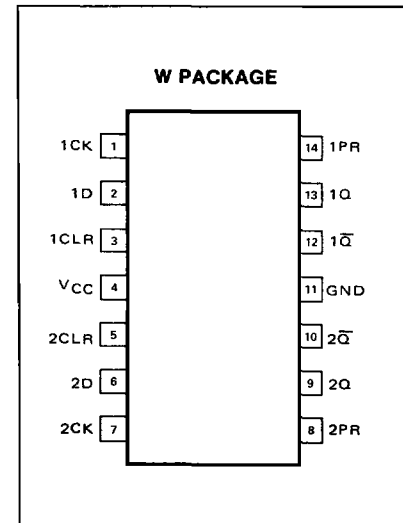 W PACKAGE
1CK 1 14 1PR
1D 2 13 1Q
1CLR 3 12 1Q̅
VCC 4 11 GND
2CLR 5 10 2Q̅
2D 6 9 2Q
2CK 7 8 2PR